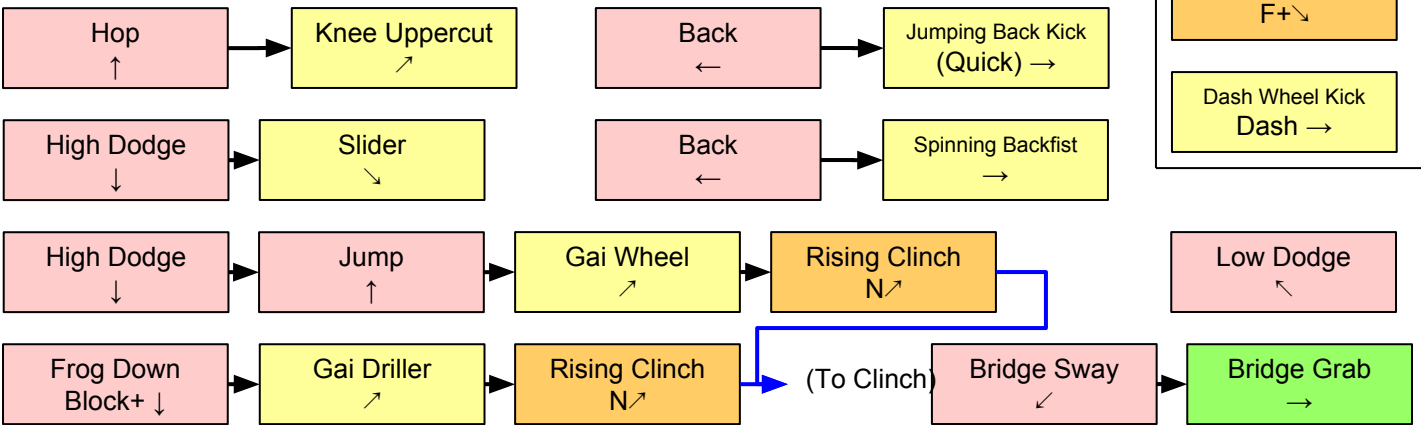 F+↘
Hop
↑
Knee Uppercut
↗
Back
←
Jumping Back Kick
(Quick) →
Dash Wheel Kick
Dash →
High Dodge
↓
Slider
↘
Back
←
Spinning Backfist
→
High Dodge
↓
Jump
↑
Gai Wheel
↗
Rising Clinch
N↗
Low Dodge
↖
Frog Down
Block+ ↓
Gai Driller
↗
Rising Clinch
N↗
(To Clinch)
Bridge Sway
↙
Bridge Grab
→